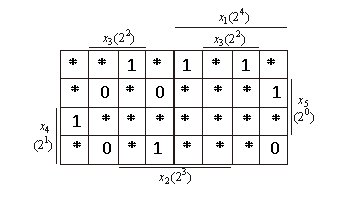 x₁(2⁴)
x₃(2²) x₃(2²)
* * 1 * 1 * 1 *
* 0 * 0 * * * 1
x₅
(2⁰)
1 * * * * * * *
x₄
(2¹)
* 0 * 1 * * * 0
x₂(2³)